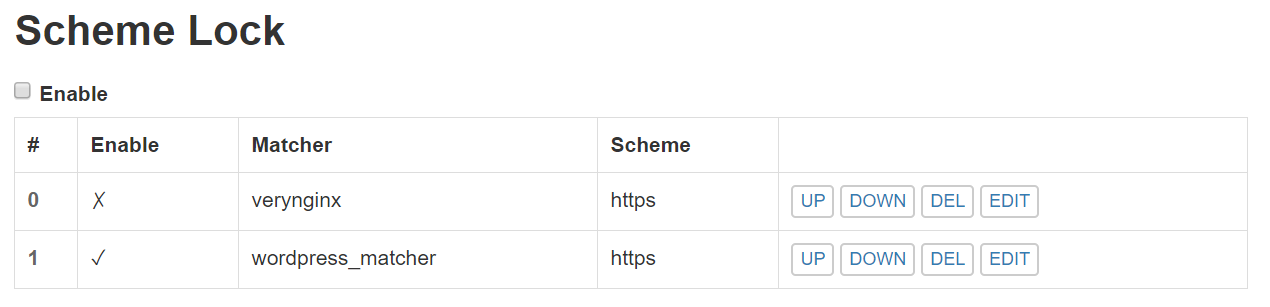 Scheme Lock
Enable
# Enable Matcher Scheme
0 ✗ verynginx https UP DOWN DEL EDIT
1 ✓ wordpress_matcher https UP DOWN DEL EDIT